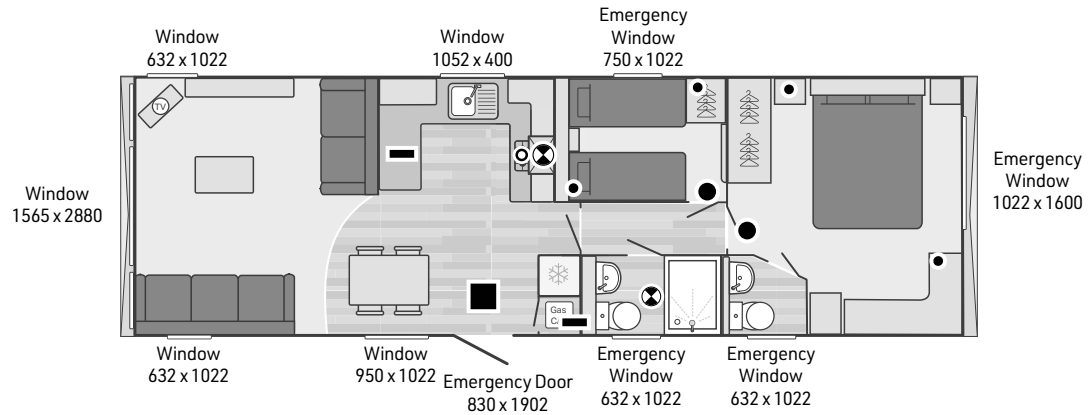 Emergency
Window
750 x 1022
Window
632 x 1022
Window
1052 x 400
TV
Window
1565 x 2880
Emergency
Window
1022 x 1600
Gas
Window
632 x 1022
Window
950 x 1022
Emergency Door
830 x 1902
Emergency
Window
632 x 1022
Emergency
Window
632 x 1022